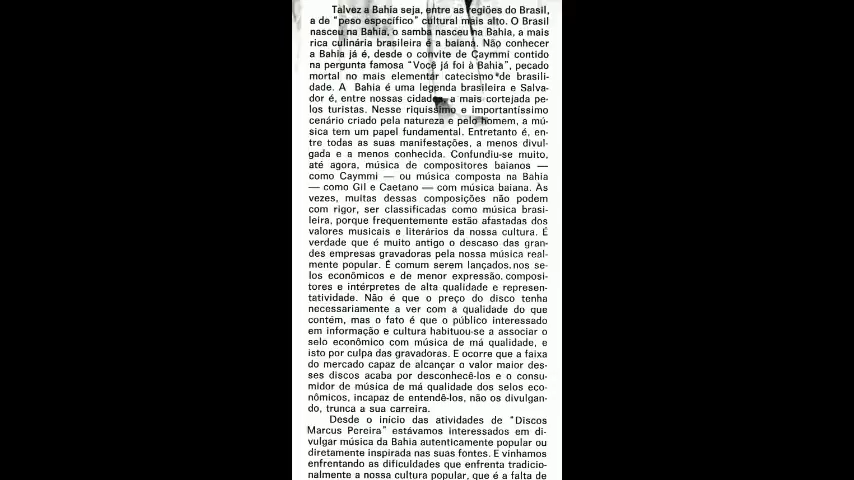 Talvez a Bahia seja, entre as regiões do Brasil,
a de "peso específico" cultural mais alto. O Brasil
nasceu na Bahia, o samba nasceu na Bahia, a mais
rica culinária brasileira é a baiana. Não conhecer
a Bahia já é, desde o convite de Caymmi contido
na pergunta famosa "Você já foi à Bahia", pecado
mortal no mais elementar catecismo de brasili-
dade. A Bahia é uma legenda brasileira e Salva-
dor é, entre nossas cidades, a mais cortejada pe-
los turistas. Nesse riquíssimo e importantíssimo
cenário criado pela natureza e pelo homem, a mú-
sica tem um papel fundamental. Entretanto é, en-
tre todas as suas manifestações, a menos divul-
gada e a menos conhecida. Confundiu-se muito,
até agora, música de compositores baianos —
como Caymmi — ou música composta na Bahia
— como Gil e Caetano — com música baiana. Às
vezes, muitas dessas composições não podem
com rigor, ser classificadas como música brasi-
leira, porque frequentemente estão afastadas dos
valores musicais e literários da nossa cultura. É
verdade que é muito antigo o descaso das gran-
des empresas gravadoras pela nossa música real-
mente popular. É comum serem lançados.nos se-
los econômicos e de menor expressão, composi-
tores e intérpretes de alta qualidade e represen-
tatividade. Não é que o preço do disco tenha
necessariamente a ver com a qualidade do que
contém, mas o fato é que o público interessado
em informação e cultura habituou-se a associar o
selo econômico com música de má qualidade, e
isto por culpa das gravadoras. E ocorre que a faixa
do mercado capaz de alcançar o valor maior des-
ses discos acaba por desconhecê-los e o consu-
midor de música de má qualidade dos selos eco-
nômicos, incapaz de entendê-los, não os divulgan-
do, trunca a sua carreira.
Desde o início das atividades de "Discos
Marcus Pereira" estávamos interessados em di-
vulgar música da Bahia autenticamente popular ou
diretamente inspirada nas suas fontes. E vinhamos
enfrentando as dificuldades que enfrenta tradicio-
nalmente a nossa cultura popular, que é a falta de